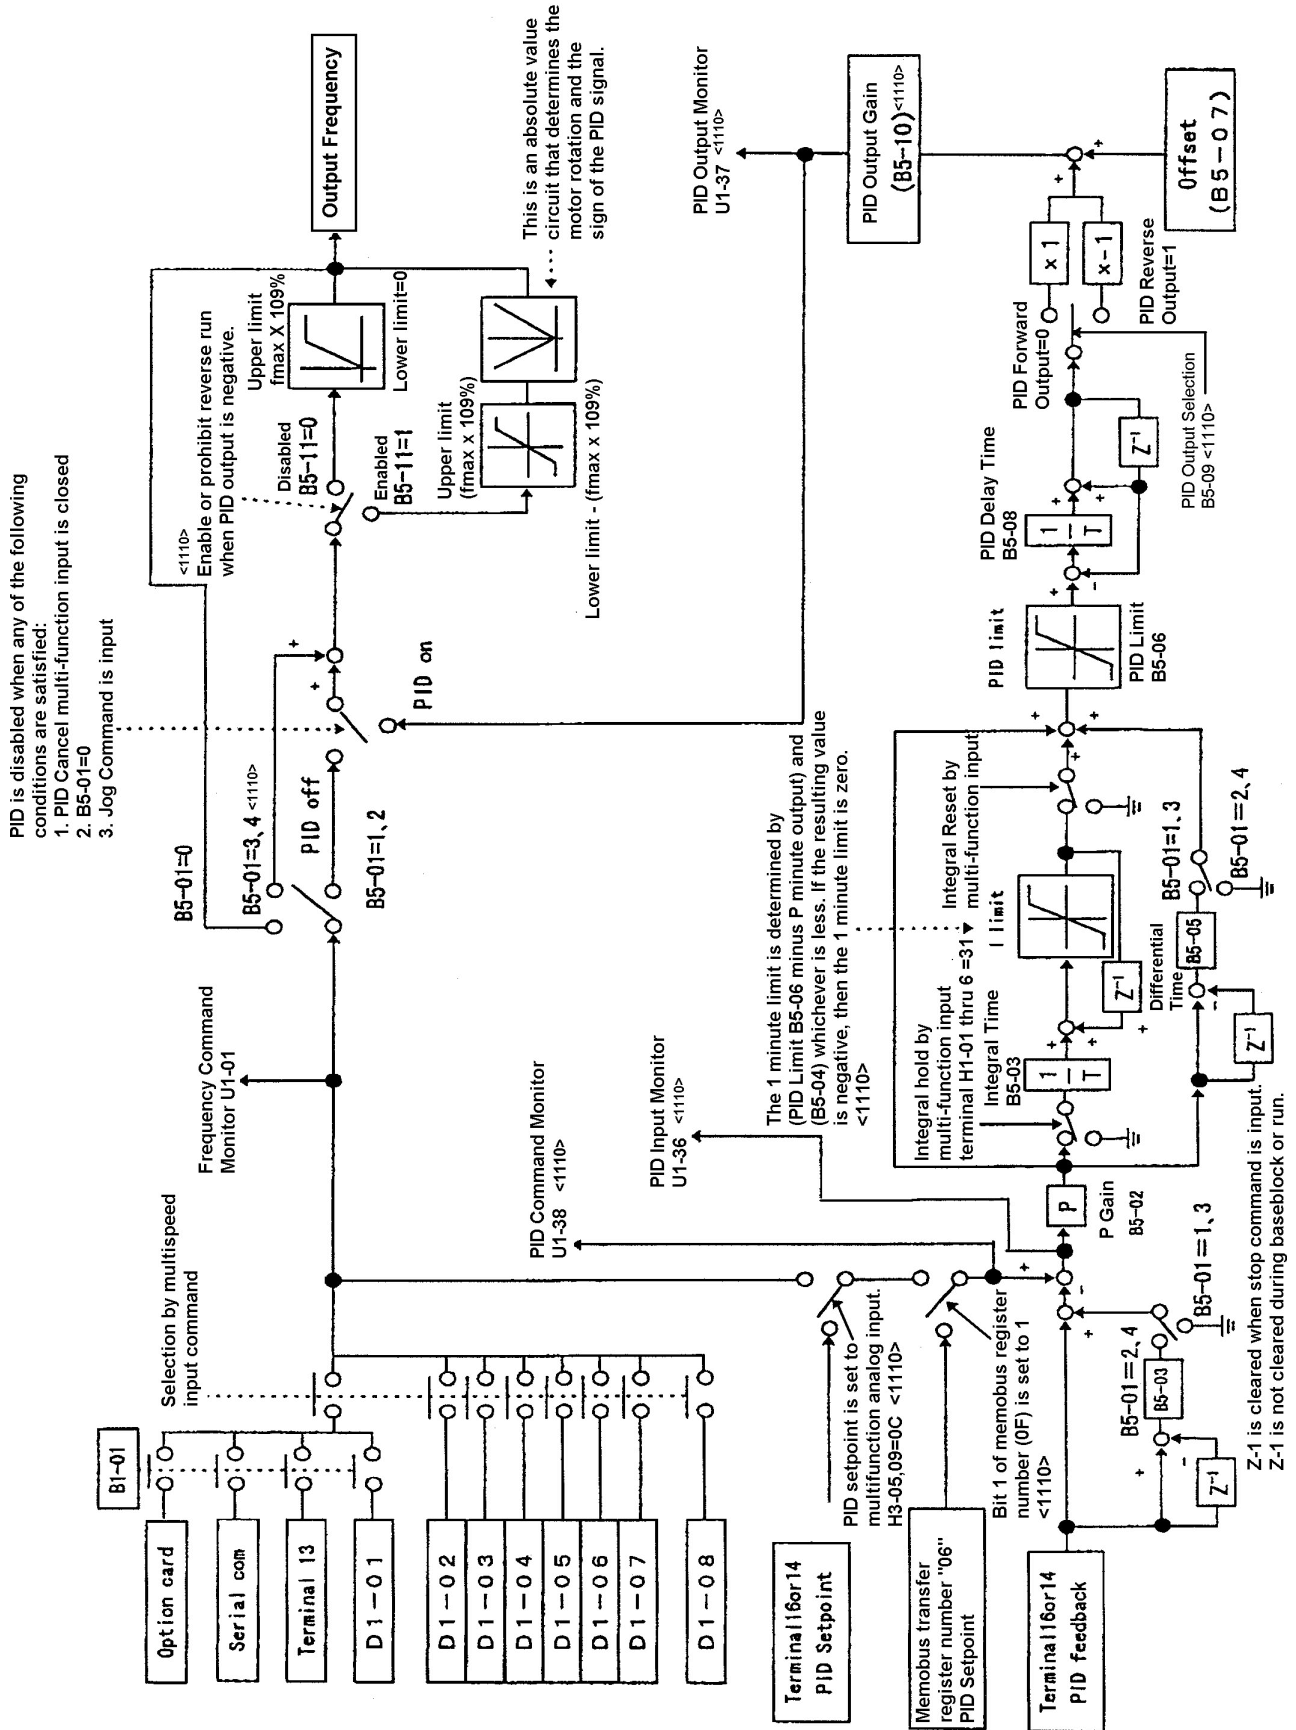 PID is disabled when any of the following
conditions are satisfied:
1. PID Cancel multi-function input is closed
2. B5-01=0
3. Jog Command is input
B1-01
Option card
Serial com
Terminal 13
D1-01
D1-02
D1-03
D1-04
D1-05
D1-06
D1-07
D1-08
Selection by multispeed
input command
Frequency Command
Monitor U1-01
B5-01=0
B5-01=3,4 <1110>
PID off
B5-01=1,2
PID on
<1110>
Enable or prohibit reverse run
when PID output is negative.
Disabled
B5-11=0
Enabled
B5-11=1
Upper limit
fmax X 109%
Lower limit=0
Upper limit
(fmax x 109%)
Lower limit - (fmax x 109%)
Output Frequency
This is an absolute value
circuit that determines the
motor rotation and the
sign of the PID signal.
PID Command Monitor
U1-38 <1110>
PID Input Monitor
U1-36 <1110>
PID Output Monitor
U1-37 <1110>
Terminal16or14
PID Setpoint
PID setpoint is set to
multifunction analog input.
H3-05,09=0C <1110>
Memobus transfer
register number "06"
PID Setpoint
Bit 1 of memobus register
number (0F) is set to 1
<1110>
Terminal16or14
PID feedback
+
-
+
P
P Gain
B5-02
B5-01=2,4
B5-03
B5-01=1,3
Z-1
+
-
The 1 minute limit is determined by
(PID Limit B5-06 minus P minute output) and
(B5-04) whichever is less. If the resulting value
is negative, then the 1 minute limit is zero.
<1110>
Integral hold by
multi-function input
terminal H1-01 thru 6 =31
Integral Time
B5-03
1
T
+
+
Z-1
I limit
Integral Reset by
multi-function input
Differential
Time
B5-05
-
Z-1
B5-01=1,3
B5-01=2,4
+
+
+
PID limit
PID Limit
B5-06
PID Delay Time
B5-08
+
-
1
T
+
+
Z-1
PID Forward
Output=0
PID Output Selection
B5-09 <1110>
PID Reverse
Output=1
x 1
x-1
+
+
PID Output Gain
(B5-10)<1110>
Offset
(B5-07)
+
+
Z-1 is cleared when stop command is input.
Z-1 is not cleared during baseblock or run.